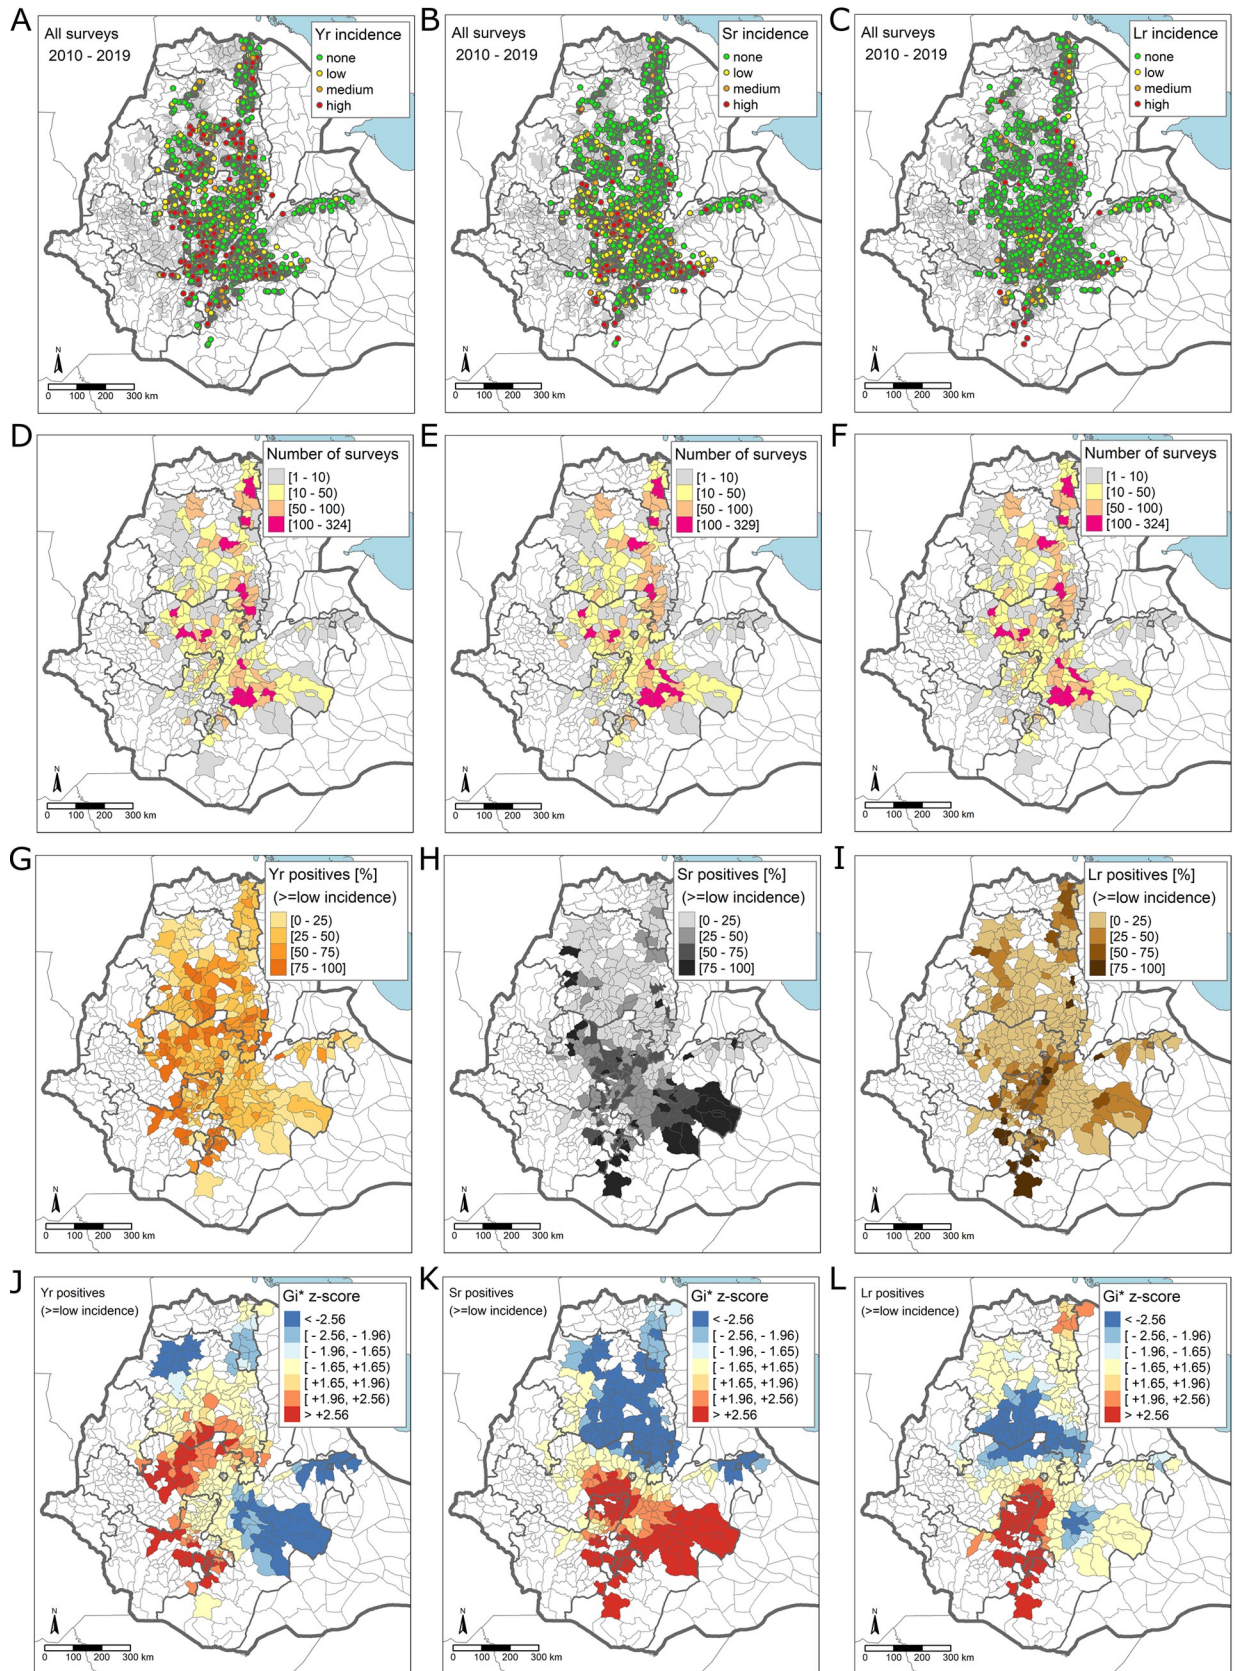 A
All surveys
2010 - 2019
Yr incidence
none
low
medium
high
N
0 100 200 300 km
B
All surveys
2010 - 2019
Sr incidence
none
low
medium
high
N
0 100 200 300 km
C
All surveys
2010 - 2019
Lr incidence
none
low
medium
high
N
0 100 200 300 km
D
Number of surveys
[1 - 10)
[10 - 50)
[50 - 100)
[100 - 324]
N
0 100 200 300 km
E
Number of surveys
[1 - 10)
[10 - 50)
[50 - 100)
[100 - 329]
N
0 100 200 300 km
F
Number of surveys
[1 - 10)
[10 - 50)
[50 - 100)
[100 - 324]
N
0 100 200 300 km
G
Yr positives [%]
(>=low incidence)
[0 - 25)
[25 - 50)
[50 - 75)
[75 - 100]
N
0 100 200 300 km
H
Sr positives [%]
(>=low incidence)
[0 - 25)
[25 - 50)
[50 - 75)
[75 - 100]
N
0 100 200 300 km
I
Lr positives [%]
(>=low incidence)
[0 - 25)
[25 - 50)
[50 - 75)
[75 - 100]
N
0 100 200 300 km
J
Yr positives
(>=low incidence)
Gi* z-score
< -2.56
[ - 2.56, - 1.96)
[ - 1.96, - 1.65)
[ - 1.65, +1.65)
[ +1.65, +1.96)
[ +1.96, +2.56)
> +2.56
N
0 100 200 300 km
K
Sr positives
(>=low incidence)
Gi* z-score
< -2.56
[ - 2.56, - 1.96)
[ - 1.96, - 1.65)
[ - 1.65, +1.65)
[ +1.65, +1.96)
[ +1.96, +2.56)
> +2.56
N
0 100 200 300 km
L
Lr positives
(>=low incidence)
Gi* z-score
< -2.56
[ - 2.56, - 1.96)
[ - 1.96, - 1.65)
[ - 1.65, +1.65)
[ +1.65, +1.96)
[ +1.96, +2.56)
> +2.56
N
0 100 200 300 km